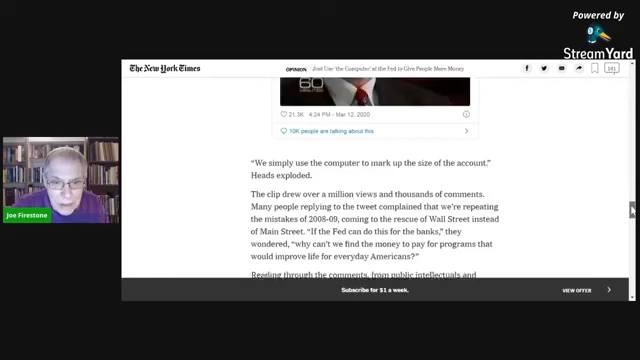 Powered by
StreamYard
The New York Times
OPINION
Just Use 'the Computer' at the Fed to Give People More Money
181
60
MINUTES
21.3K 4:24 PM - Mar 12, 2020
10K people are talking about this
"We simply use the computer to mark up the size of the account."
Heads exploded.
The clip drew over a million views and thousands of comments.
Many people replying to the tweet complained that we're repeating
the mistakes of 2008-09, coming to the rescue of Wall Street instead
of Main Street. "If the Fed can do this for the banks," they
wondered, "why can't we find the money to pay for programs that
would improve life for everyday Americans?"
Reading through the comments, from public intellectuals and
Subscribe for $1 a week.
VIEW OFFER
Joe Firestone